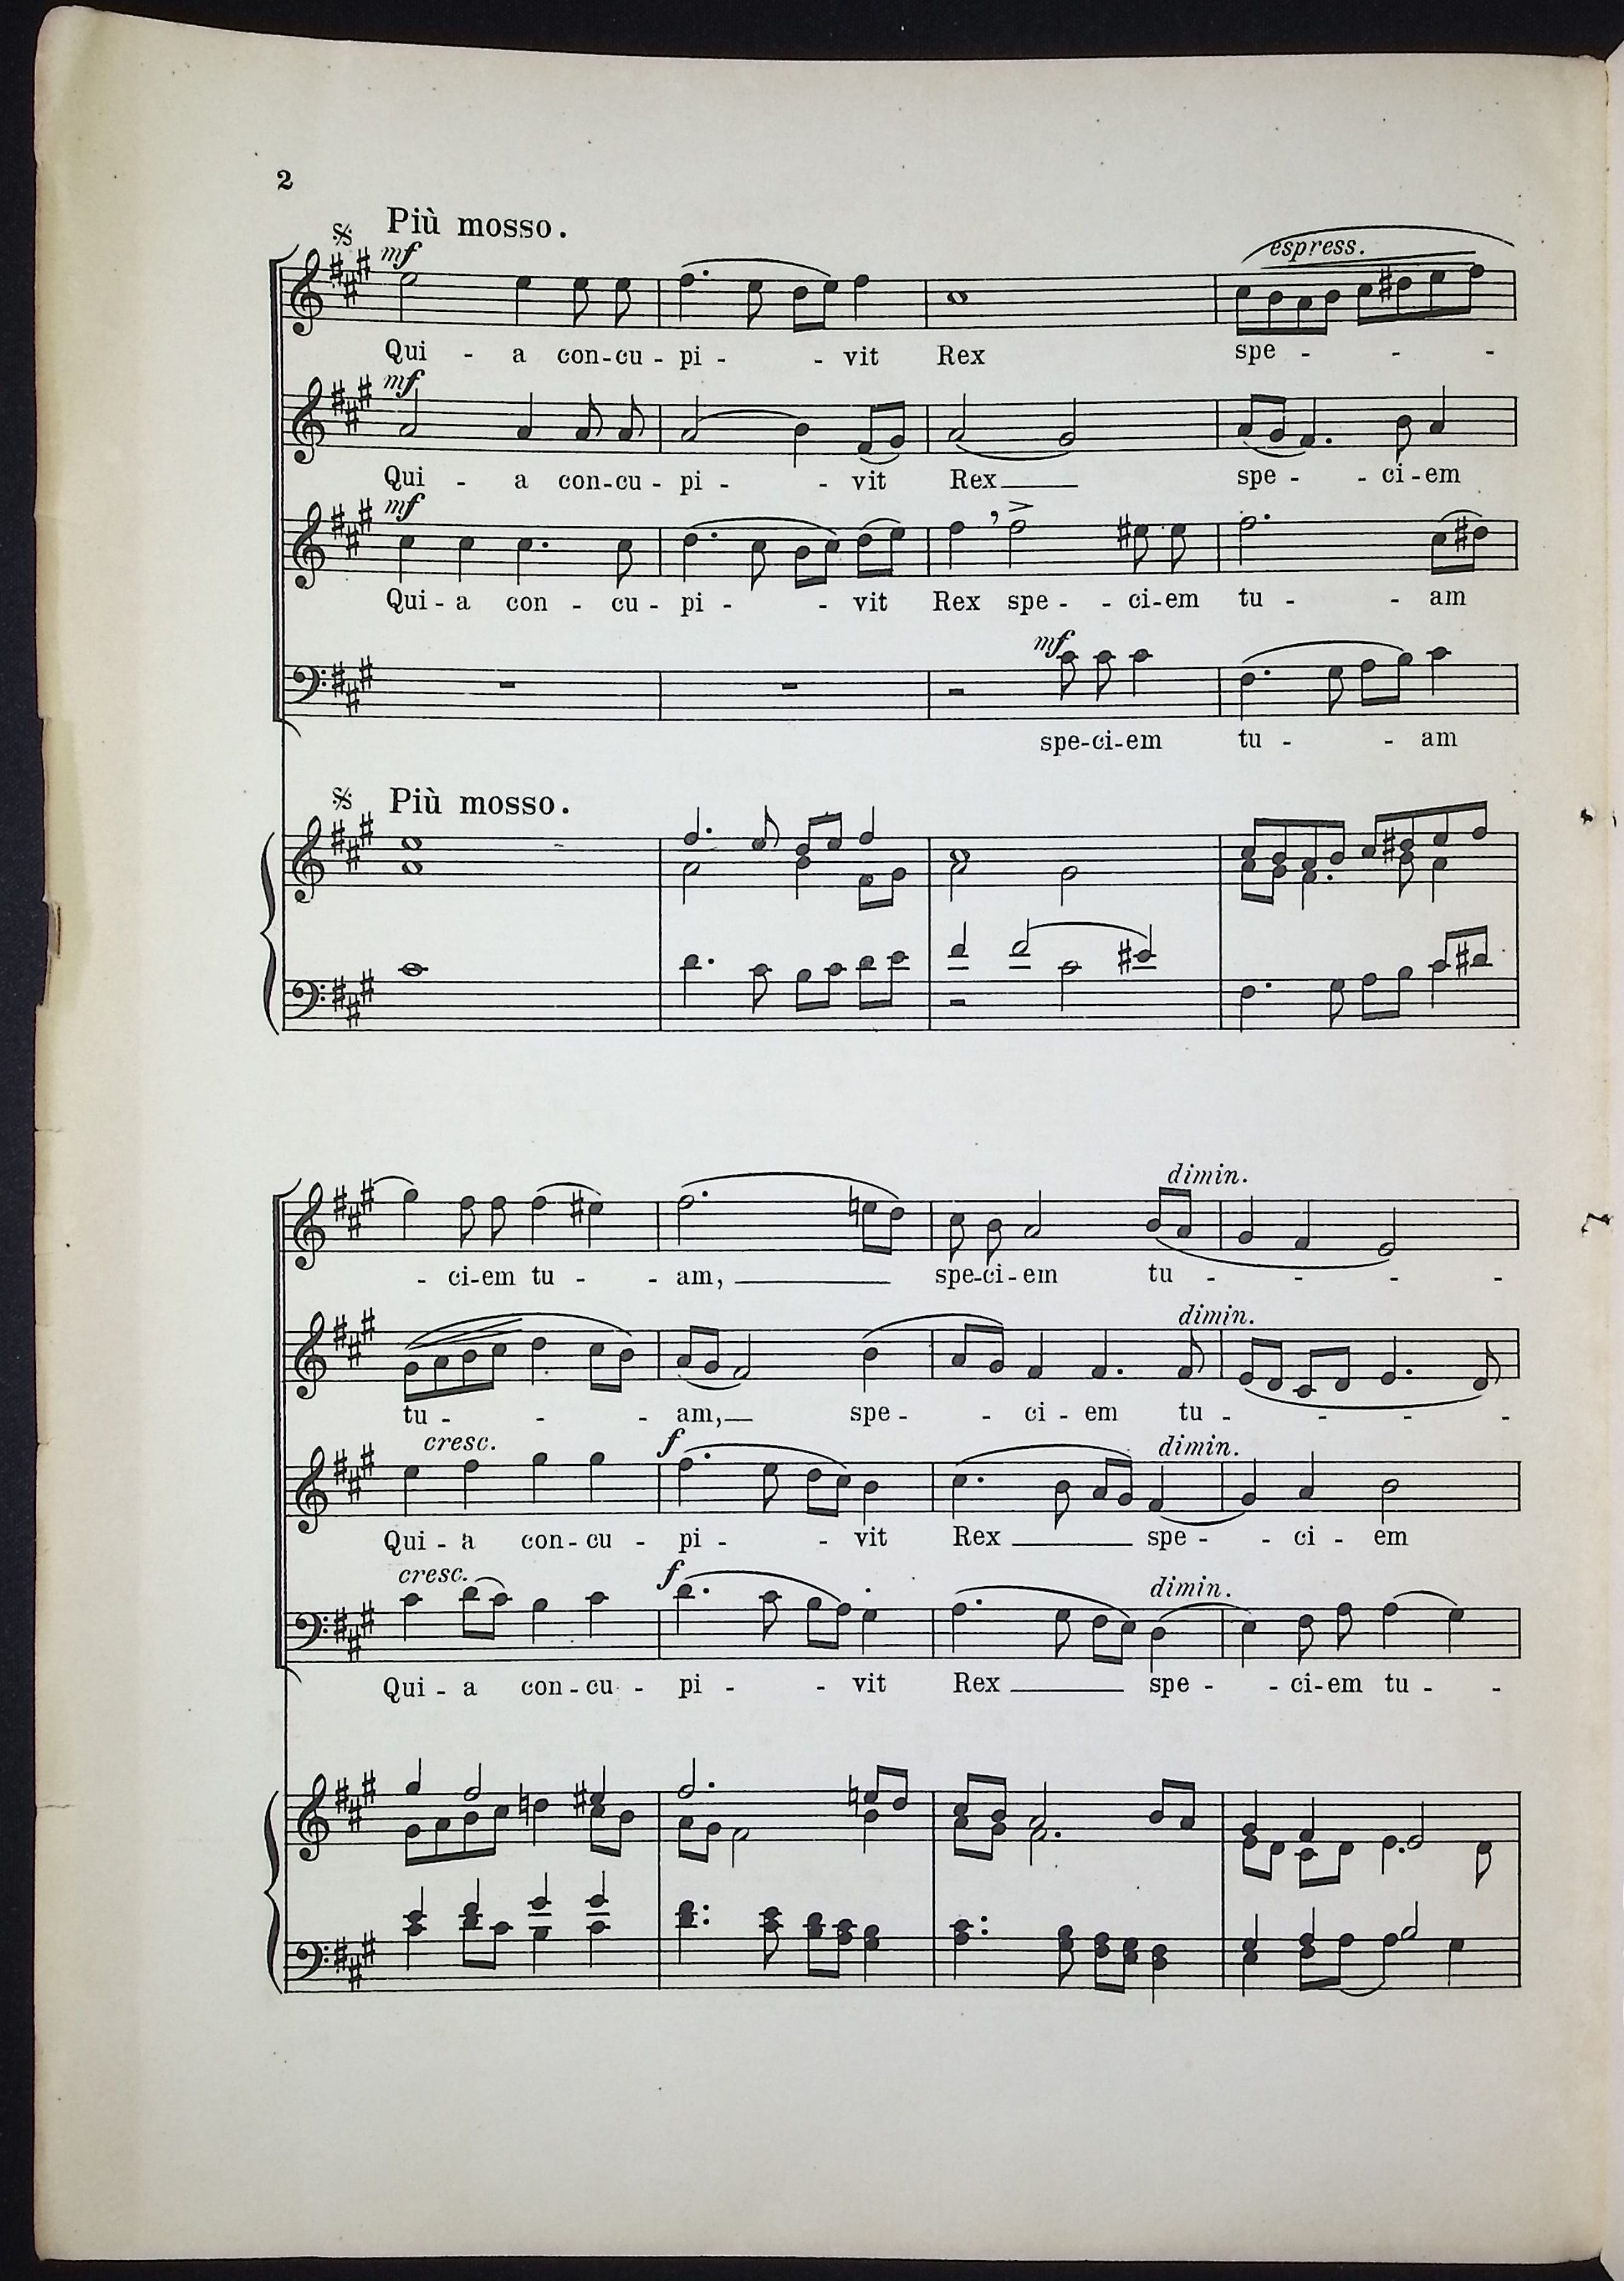 2
Più mosso.
mf
espress.
Qui - a con-cu-pi - - vit Rex spe - - -
mf
Qui - a con-cu-pi - - vit Rex spe - - ci-em
mf
Qui-a con - cu-pi - - vit Rex spe - - ci-em tu - - am
mf
spe-ci-em tu - - am
Più mosso.
dimin.
- ci-em tu - - am, spe-ci-em tu - - - -
dimin.
tu - - - am, spe - - ci-em tu - - - -
cresc. f dimin.
Qui-a con-cu - pi - - vit Rex spe - - ci - em
cresc. f dimin.
Qui-a con-cu - pi - - vit Rex spe - - ci-em tu - -